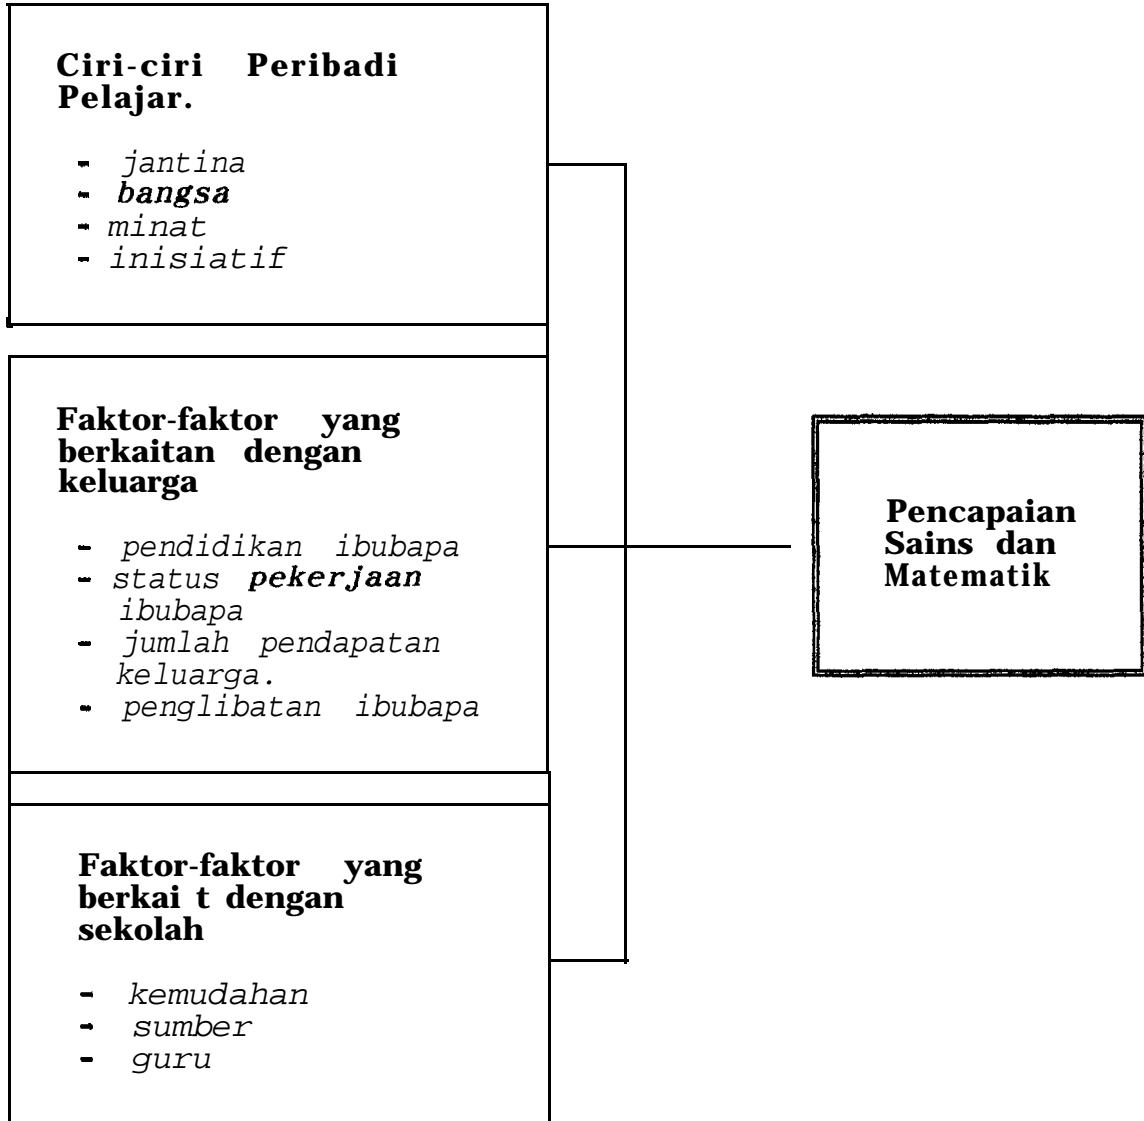 Ciri-ciri Peribadi
Pelajar.
- jantina
- bangsa
- minat
- inisiatif
Faktor-faktor yang
berkaitan dengan
keluarga
- pendidikan ibubapa
- status pekerjaan
ibubapa
- jumlah pendapatan
keluarga.
- penglibatan ibubapa
Faktor-faktor yang
berkai t dengan
sekolah
- kemudahan
- sumber
- guru
Pencapaian
Sains dan
Matematik